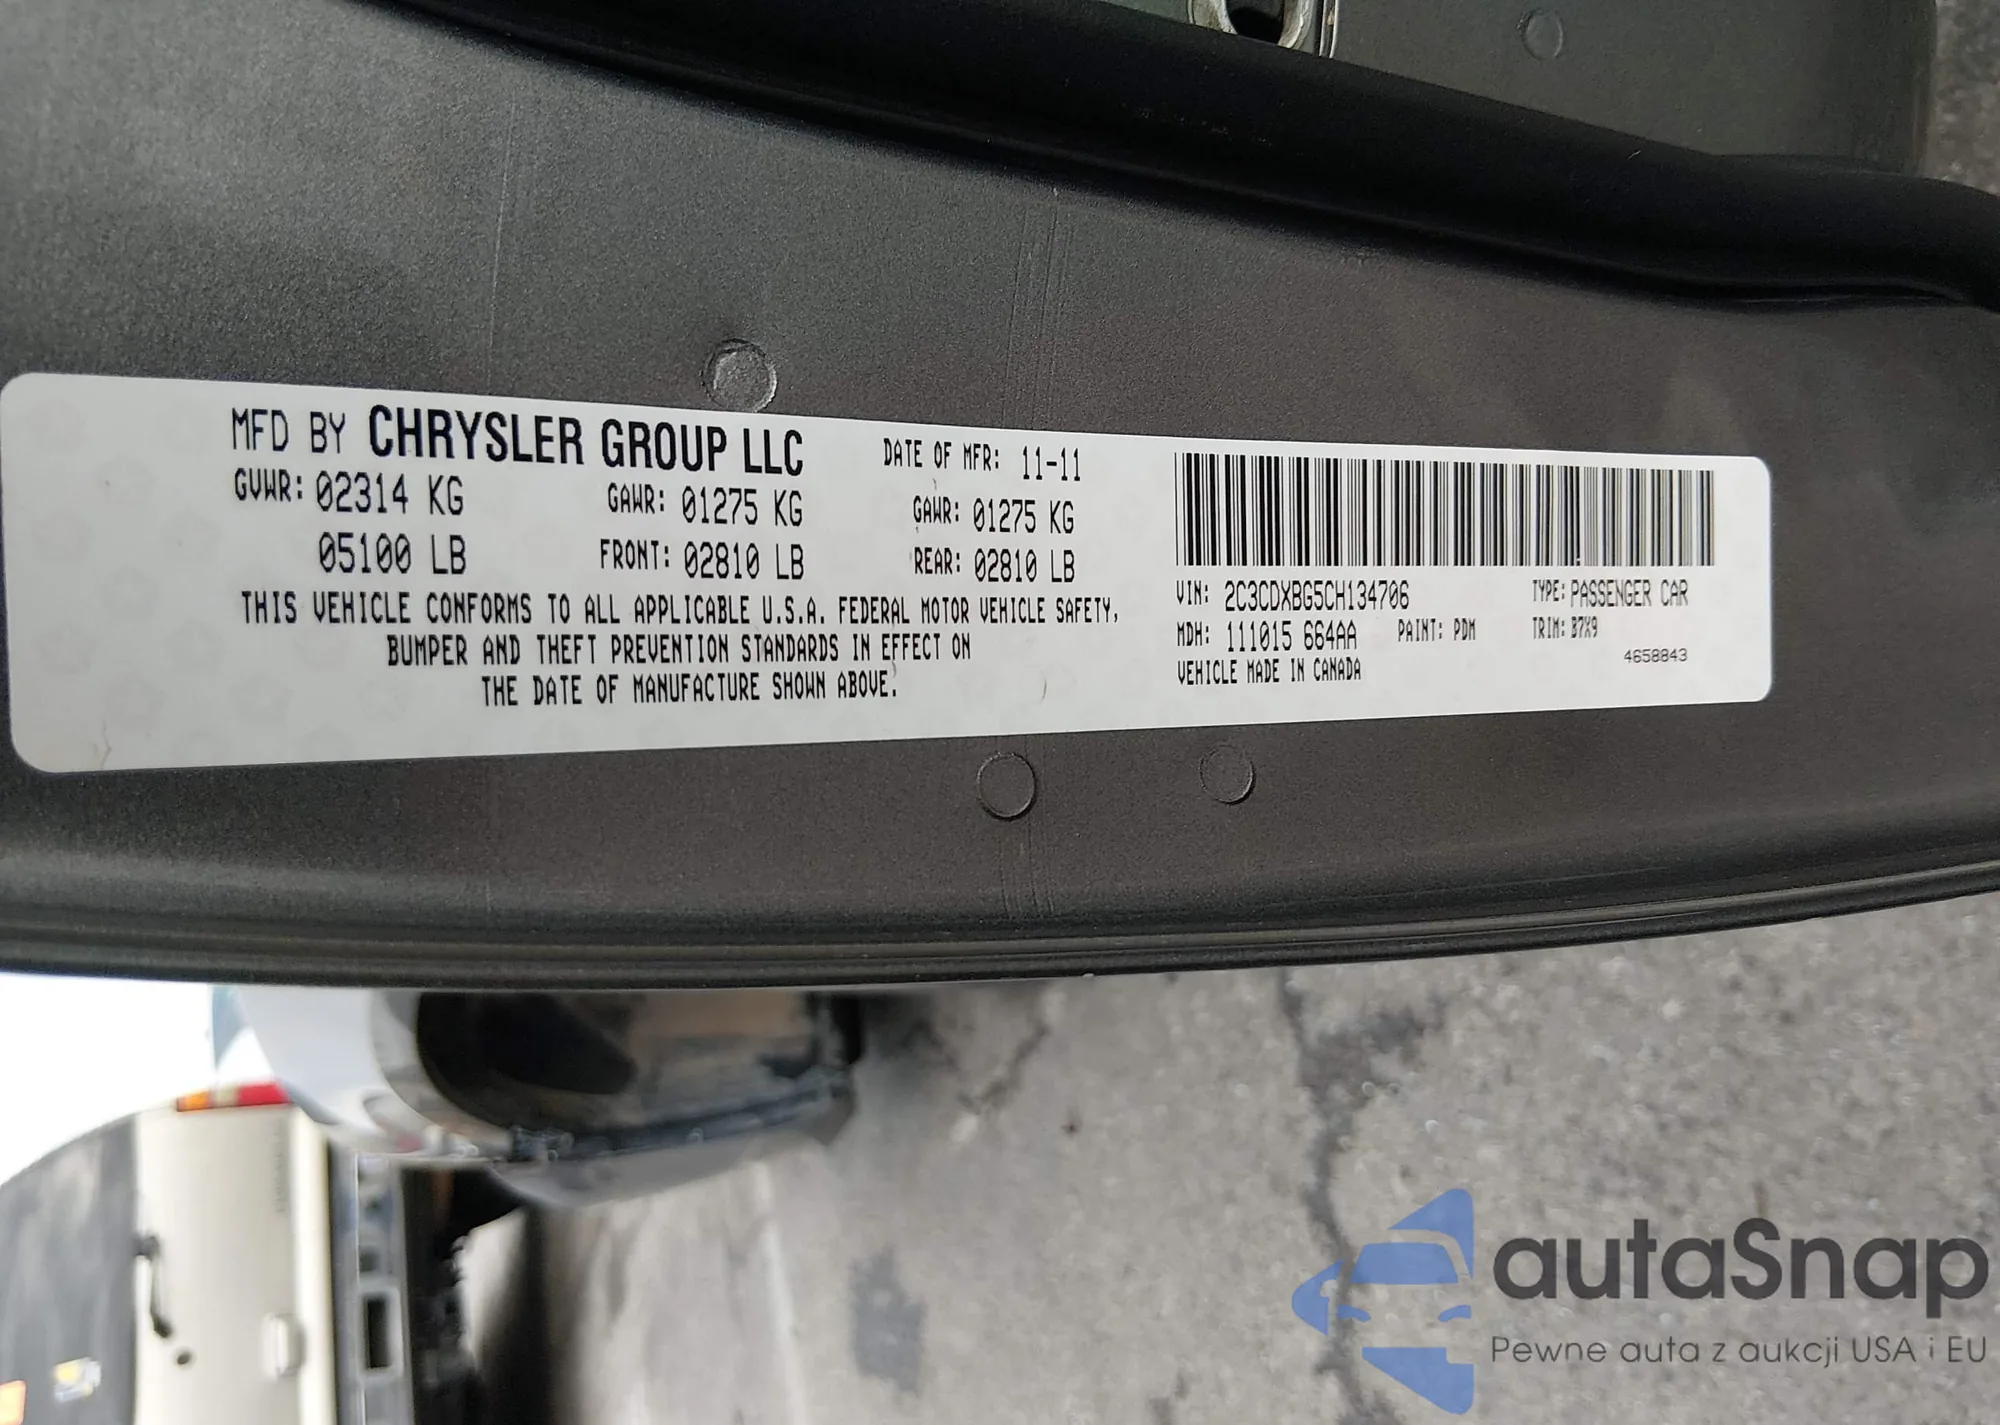 MFD BY CHRYSLER GROUP LLC DATE OF MFR: 11-11
GVWR: 02314 KG GAWR: 01275 KG GAWR: 01275 KG
05100 LB FRONT: 02810 LB REAR: 02810 LB
THIS VEHICLE CONFORMS TO ALL APPLICABLE U.S.A. FEDERAL MOTOR VEHICLE SAFETY,
BUMPER AND THEFT PREVENTION STANDARDS IN EFFECT ON
THE DATE OF MANUFACTURE SHOWN ABOVE.
VIN: 2C3CDXBG5CH134706 TYPE: PASSENGER CAR
MDH: 111015 664AA PAINT: PDM TRIM: B7X9
4658843
VEHICLE MADE IN CANADA
autaSnap
Pewne auta z aukcji USA i EU